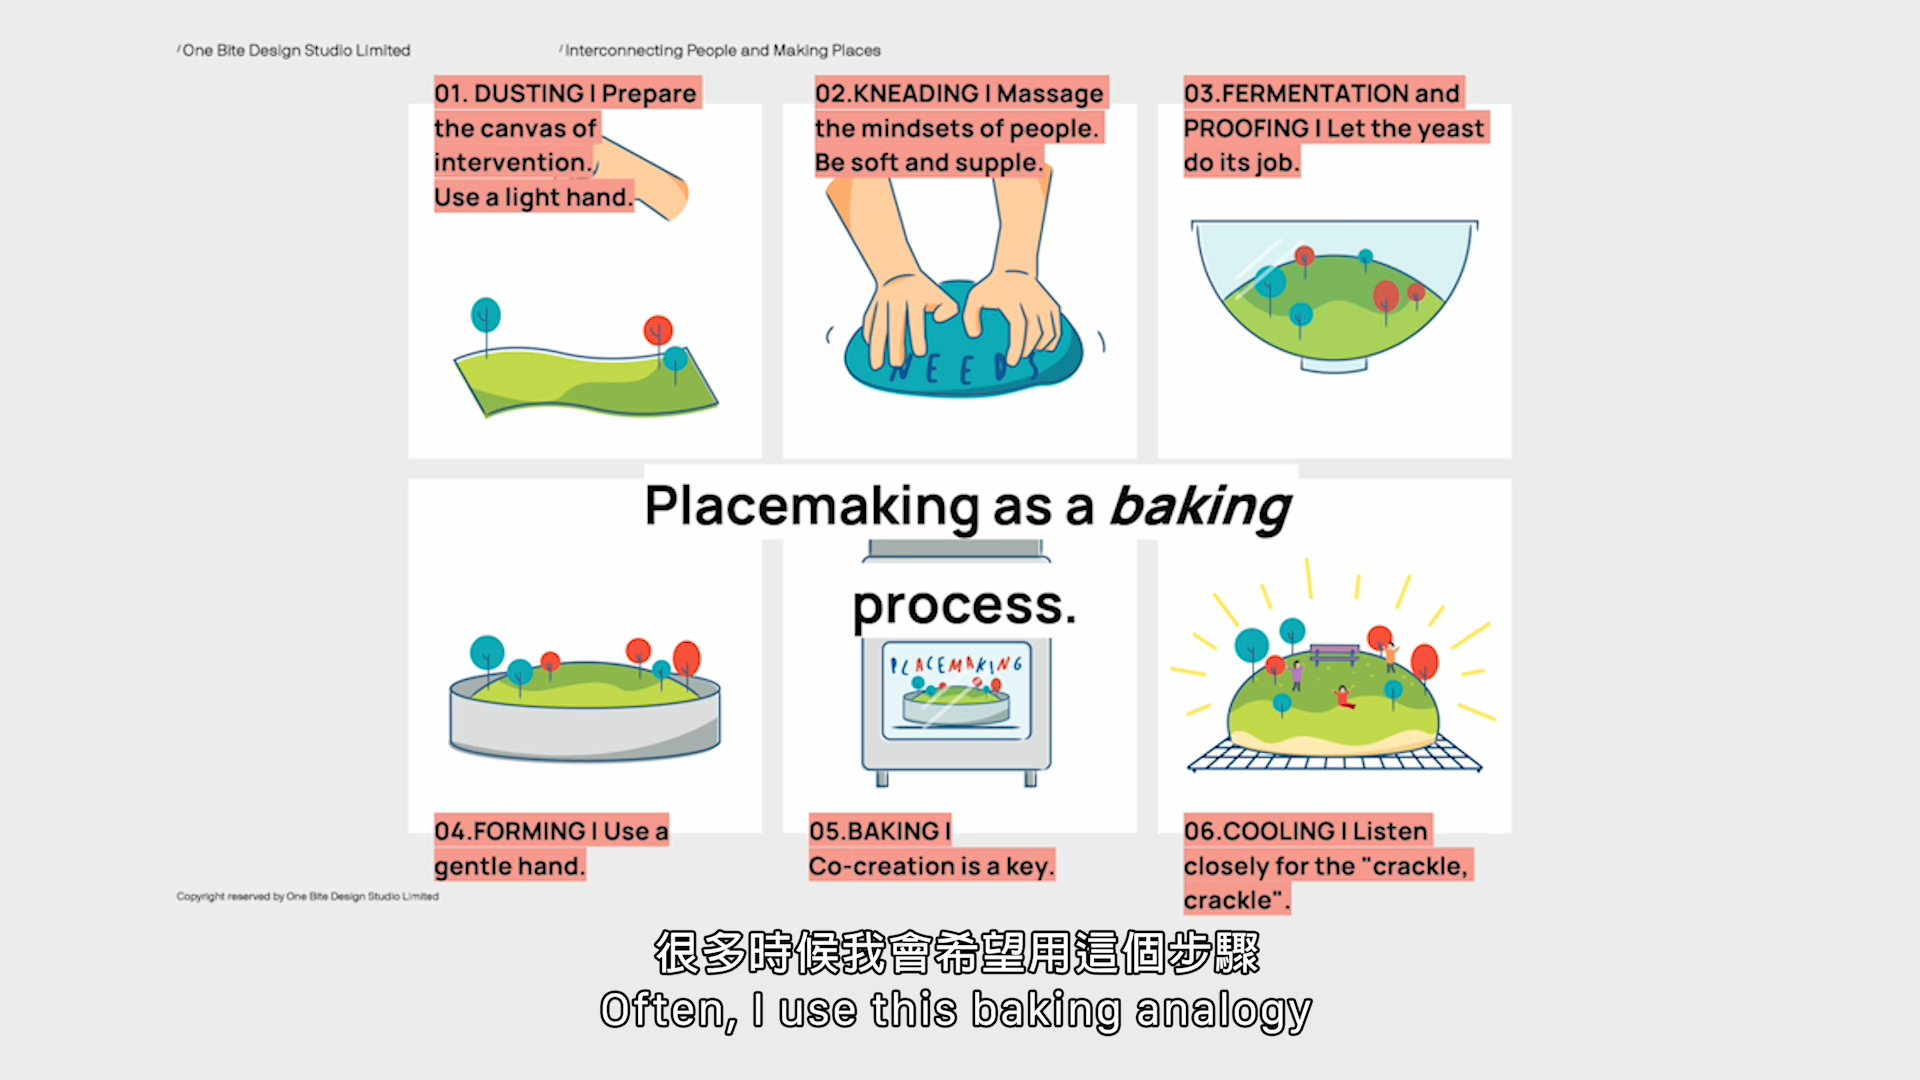 /One Bite Design Studio Limited
/Interconnecting People and Making Places
01. DUSTING | Prepare
the canvas of
intervention.
Use a light hand.
02.KNEADING | Massage
the mindsets of people.
Be soft and supple.
03.FERMENTATION and
PROOFING | Let the yeast
do its job.
NEEDS
Placemaking as a baking
process.
PLACEMAKING
04.FORMING | Use a
gentle hand.
05.BAKING |
Co-creation is a key.
06.COOLING | Listen
closely for the "crackle,
crackle".
Copyright reserved by One Bite Design Studio Limited
很多時候我會希望用這個步驟
Often, I use this baking analogy